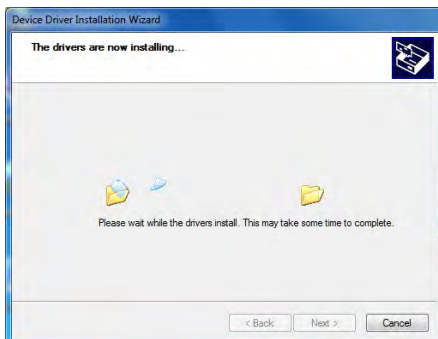 Device Driver Installation Wizard
The drivers are now installing...
Please wait while the drivers install. This may take some time to complete.
< Back
Next >
Cancel